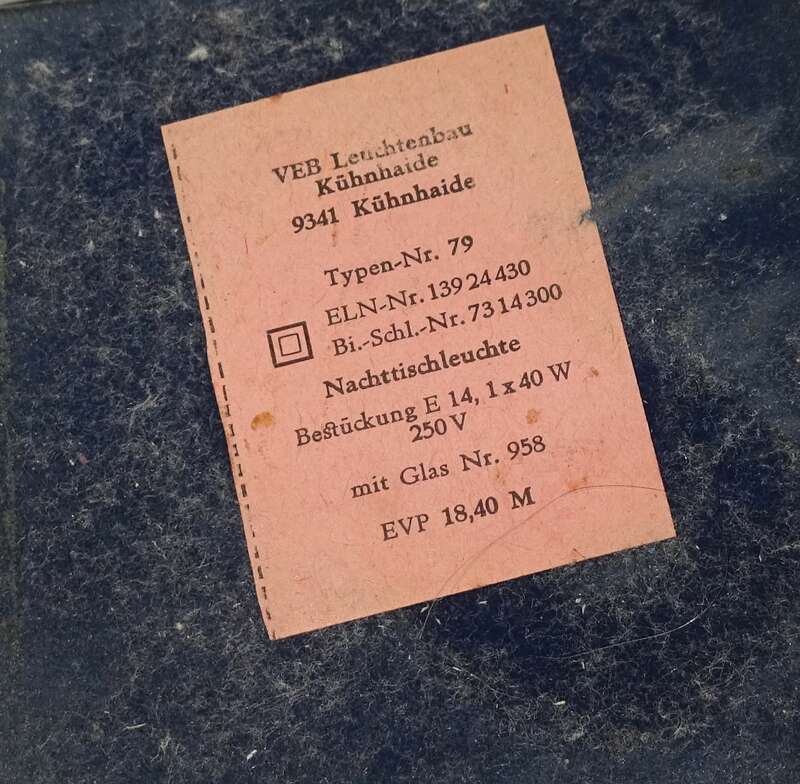 VEB Leuchtenbau
Kühnhaide
9341 Kühnhaide
Typen-Nr. 79
ELN-Nr. 139 24 430
Bi.-Schl.-Nr. 73 14 300
Nachttischleuchte
Bestückung E 14, 1 x 40 W
250 V
mit Glas Nr. 958
EVP 18,40 M